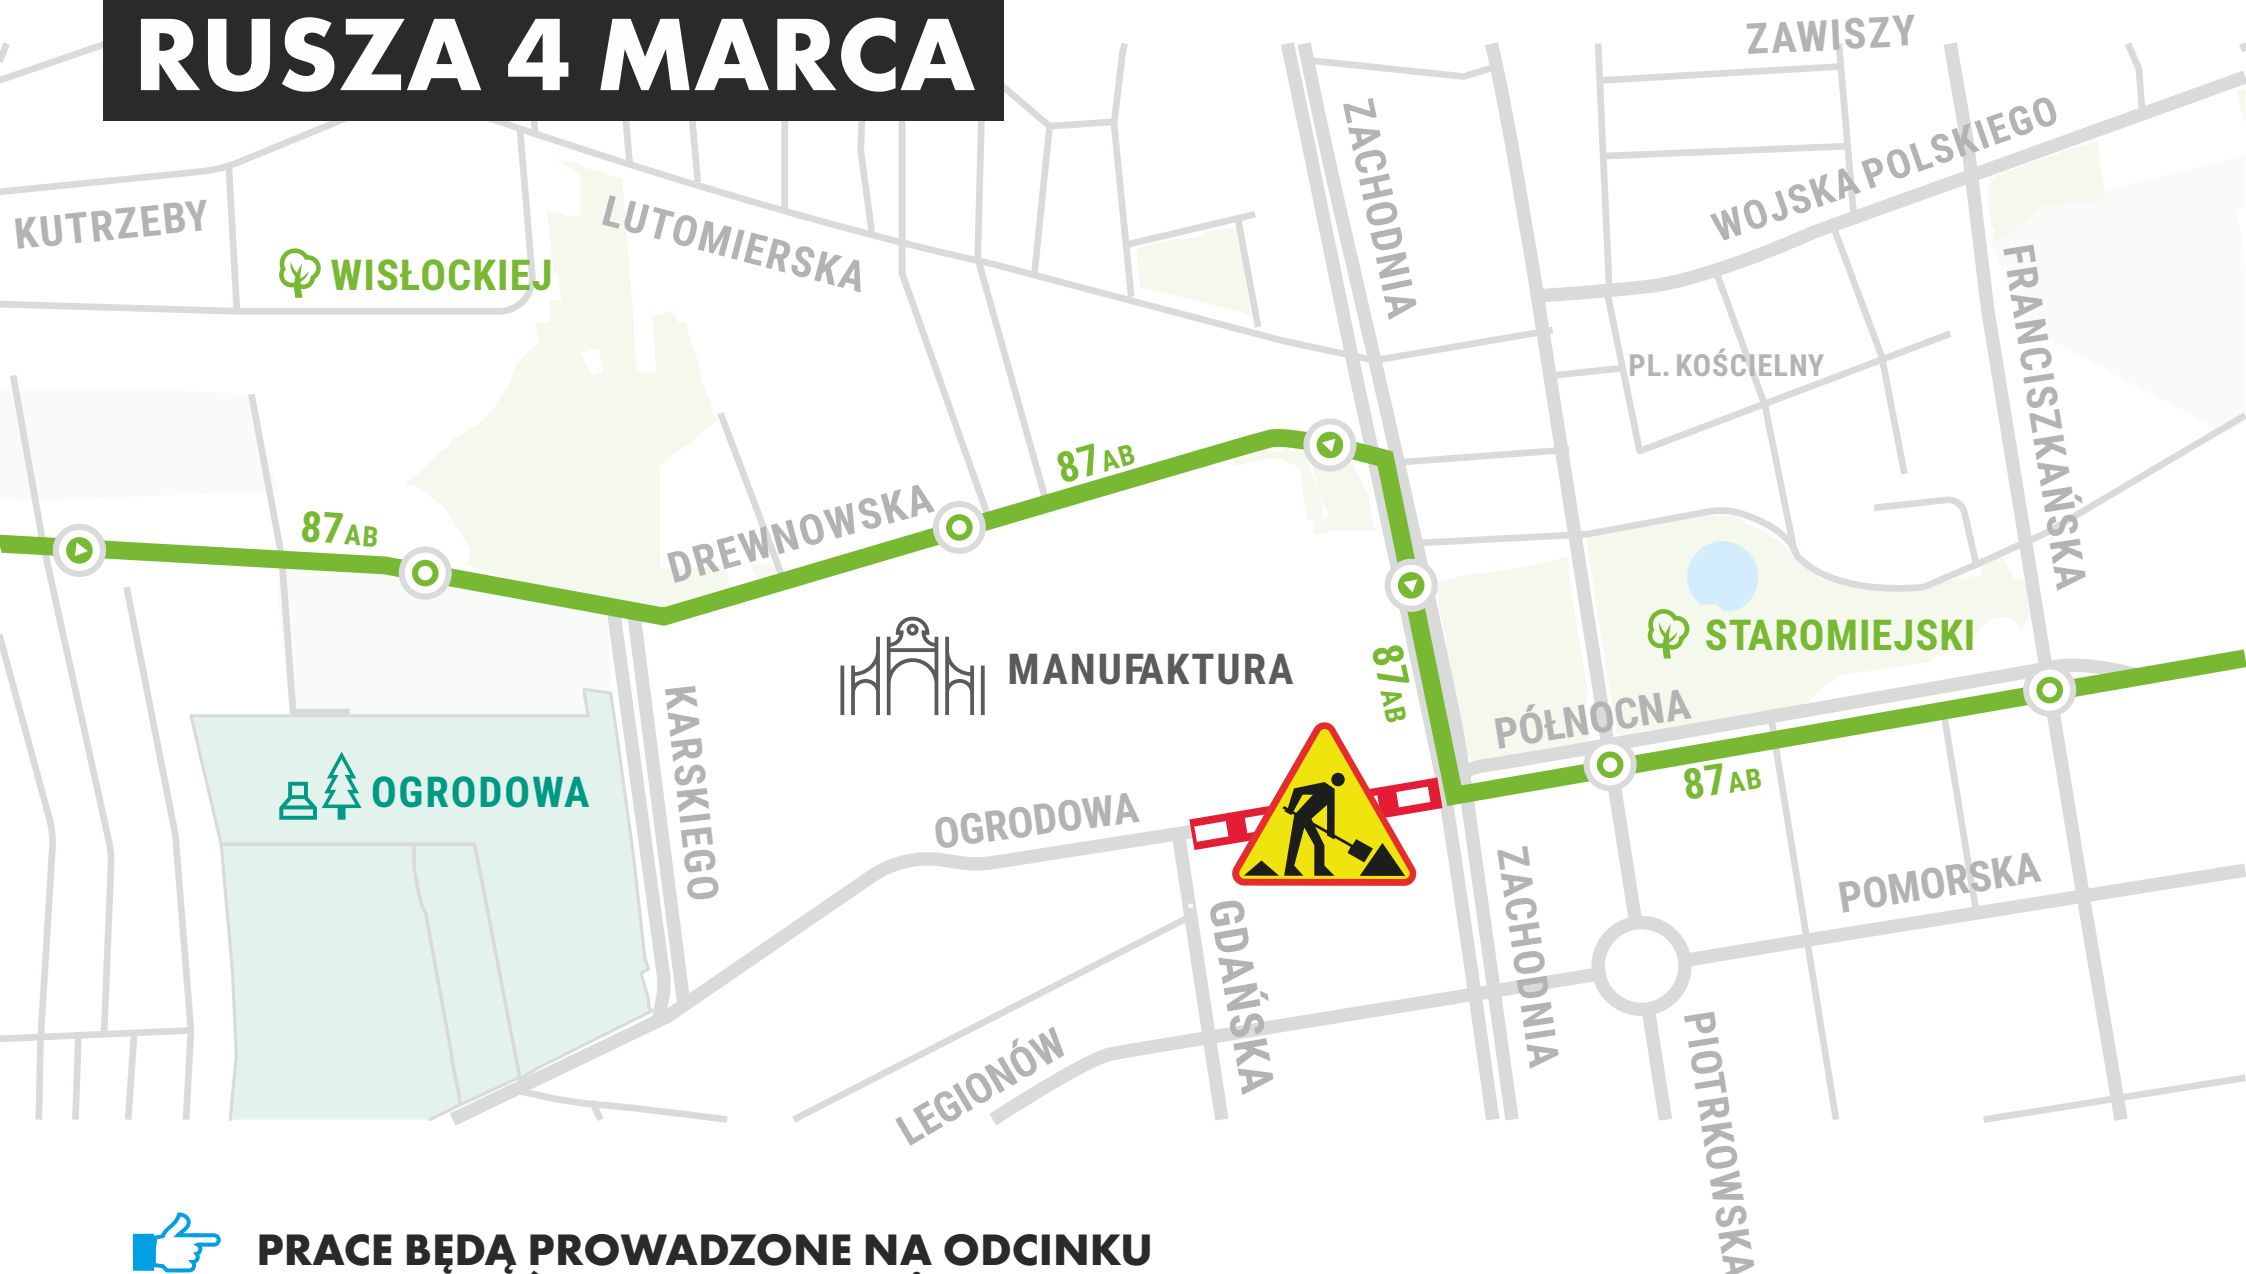 RUSZA 4 MARCA
ZAWISZY
WOJSKA POLSKIEGO
ZACHODNIA
KUTRZEBY
LUTOMIERSKA
WISŁOCKIEJ
FRANCISZKAŃSKA
PL. KOŚCIELNY
87AB
87AB
DREWNOWSKA
STAROMIEJSKI
MANUFAKTURA
87AB
PÓŁNOCNA
KARSKIEGO
87AB
OGRODOWA
OGRODOWA
ZACHODNIA
POMORSKA
GDAŃSKA
LEGIONÓW
PIOTRKOWSKA
PRACE BĘDĄ PROWADZONE NA ODCINKU